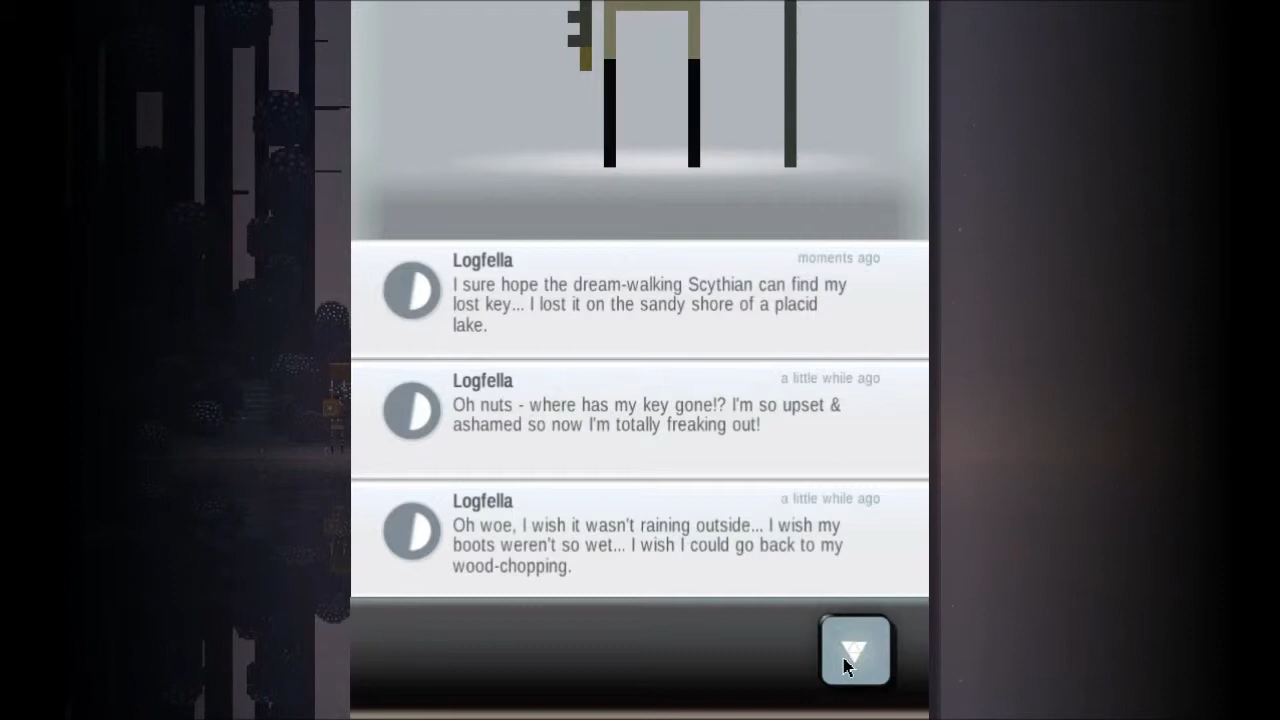 Logfella
moments ago
I sure hope the dream-walking Scythian can find my
lost key... I lost it on the sandy shore of a placid
lake.
Logfella
a little while ago
Oh nuts - where has my key gone!? I'm so upset &
ashamed so now I'm totally freaking out!
Logfella
a little while ago
Oh woe, I wish it wasn't raining outside... I wish my
boots weren't so wet... I wish I could go back to my
wood-chopping.